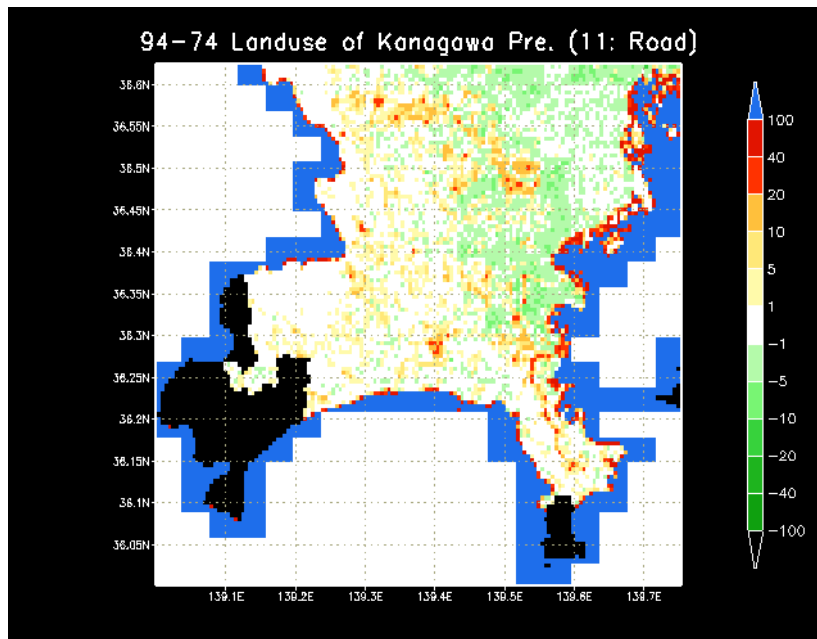 94-74 Landuse of Kanagawa Pre. (11: Road)
36.6N
36.55N
36.5N
36.45N
36.4N
36.35N
36.3N
36.25N
36.2N
36.15N
36.1N
36.05N
139.1E 139.2E 139.3E 139.4E 139.5E 139.6E 139.7E
100
40
20
10
5
1
-1
-5
-10
-20
-40
-100